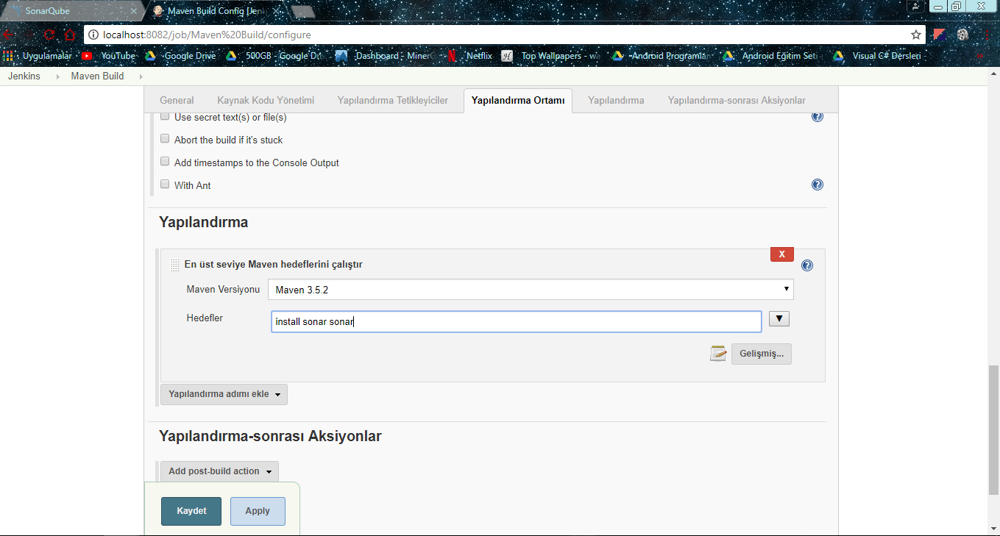 SonarQube
Maven Build Config [Jenk
localhost:8082/job/Maven%20Build/configure
Uygulamalar YouTube Google Drive 500GB - Google Dr Dashboard - MinerG Netflix Top Wallpapers - wa Android Programlar Android Eğitim Seti Visual C# Dersleri
Jenkins Maven Build
General Kaynak Kodu Yönetimi Yapılandırma Tetikleyiciler Yapılandırma Ortamı Yapılandırma Yapılandırma-sonrası Aksiyonlar
Use secret text(s) or file(s)
Abort the build if it's stuck
Add timestamps to the Console Output
With Ant
Yapılandırma
X
En üst seviye Maven hedeflerini çalıştır
Maven Versiyonu Maven 3.5.2
Hedefler install sonar sonar
Gelişmiş...
Yapılandırma adımı ekle
Yapılandırma-sonrası Aksiyonlar
Add post-build action
Kaydet Apply